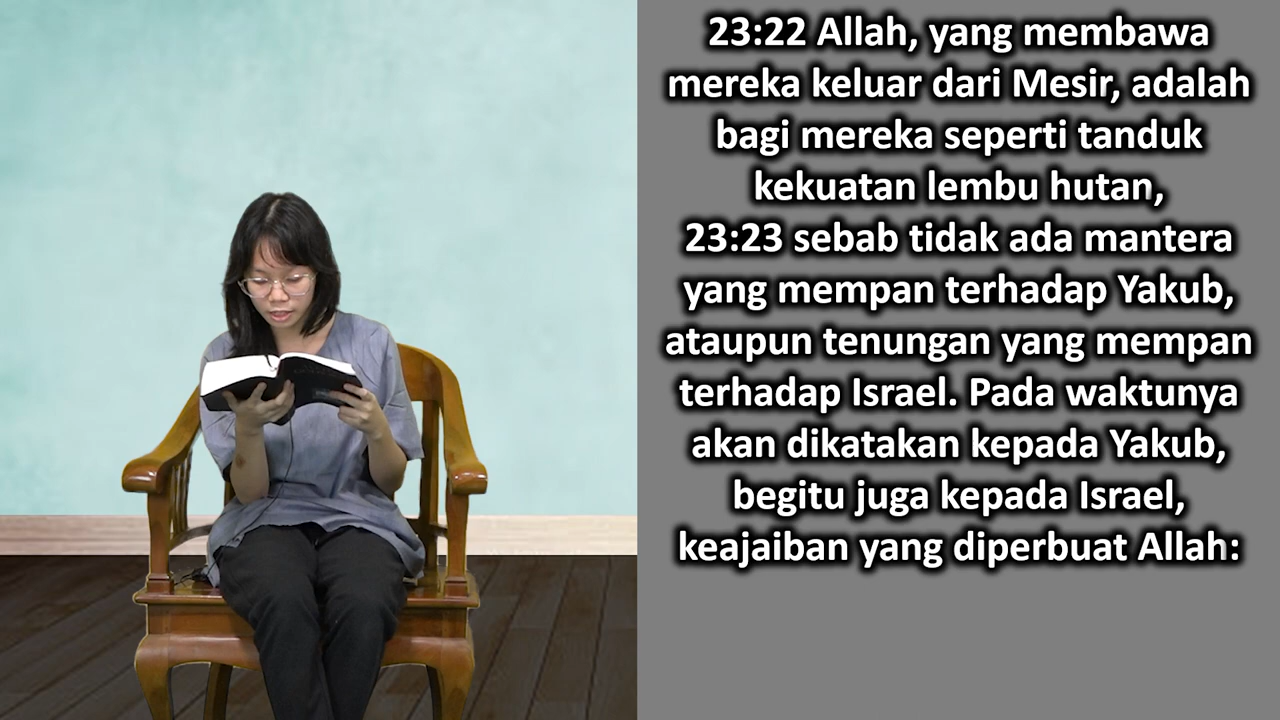 23:22 Allah, yang membawa
mereka keluar dari Mesir, adalah
bagi mereka seperti tanduk
kekuatan lembu hutan,
23:23 sebab tidak ada mantera
yang mempan terhadap Yakub,
ataupun tenungan yang mempan
terhadap Israel. Pada waktunya
akan dikatakan kepada Yakub,
begitu juga kepada Israel,
keajaiban yang diperbuat Allah: